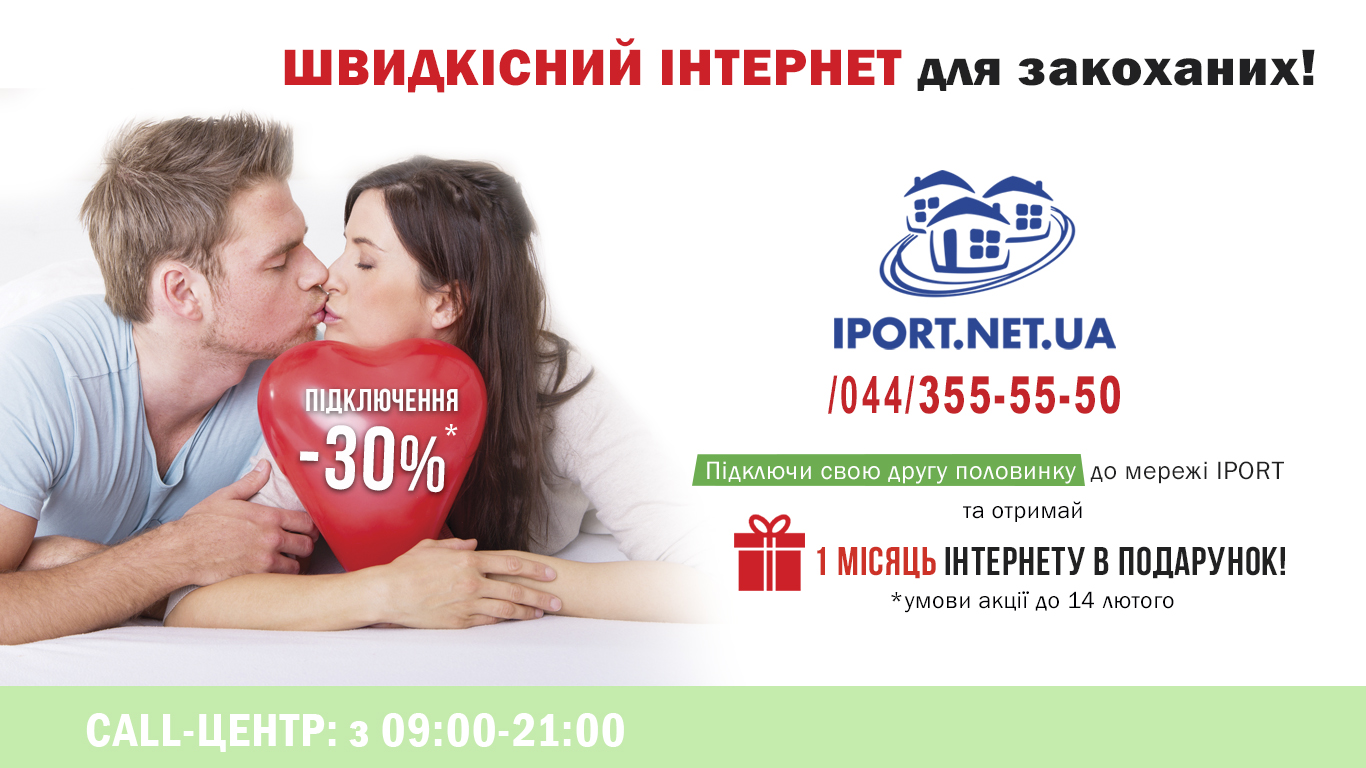 ШВИДКІСНИЙ ІНТЕРНЕТ для закоханих!
IPORT.NET.UA
/044/355-55-50
ПІДКЛЮЧЕННЯ
-30%*
Підключи свою другу половинку до мережі IPORT
та отримай
1 МІСЯЦЬ ІНТЕРНЕТУ В ПОДАРУНОК!
*умови акції до 14 лютого
CALL-ЦЕНТР: з 09:00-21:00